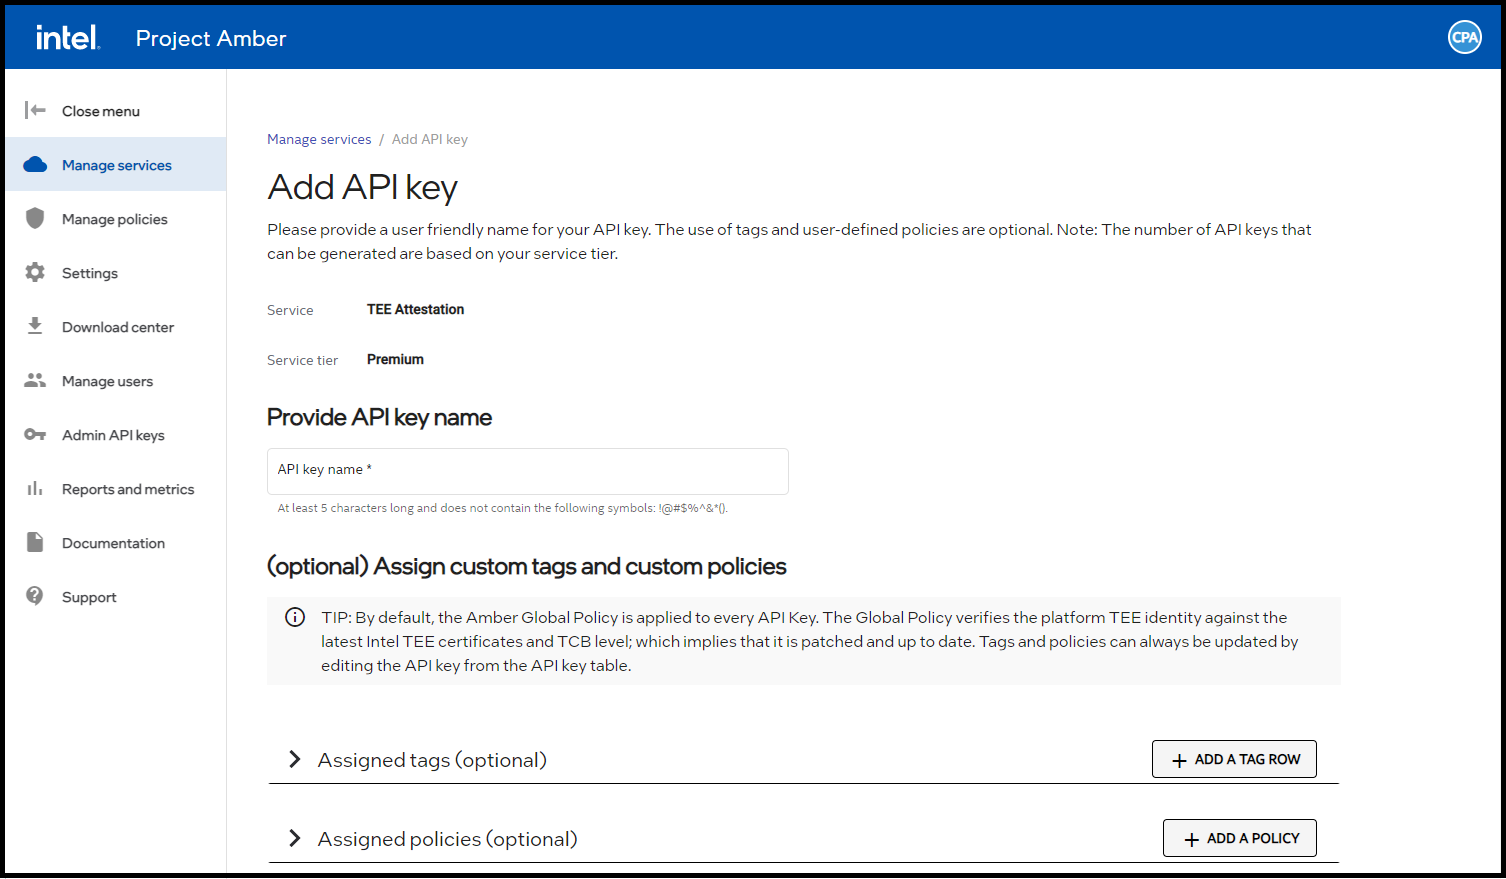 intel. Project Amber
CPA
Close menu
Manage services
Manage policies
Settings
Download center
Manage users
Admin API keys
Reports and metrics
Documentation
Support
Manage services / Add API key
Add API key
Please provide a user friendly name for your API key. The use of tags and user-defined policies are optional. Note: The number of API keys that
can be generated are based on your service tier.
Service TEE Attestation
Service tier Premium
Provide API key name
API key name *
At least 5 characters long and does not contain the following symbols: !@#$%^&*().
(optional) Assign custom tags and custom policies
TIP: By default, the Amber Global Policy is applied to every API Key. The Global Policy verifies the platform TEE identity against the
latest Intel TEE certificates and TCB level; which implies that it is patched and up to date. Tags and policies can always be updated by
editing the API key from the API key table.
Assigned tags (optional)
+ ADD A TAG ROW
Assigned policies (optional)
+ ADD A POLICY